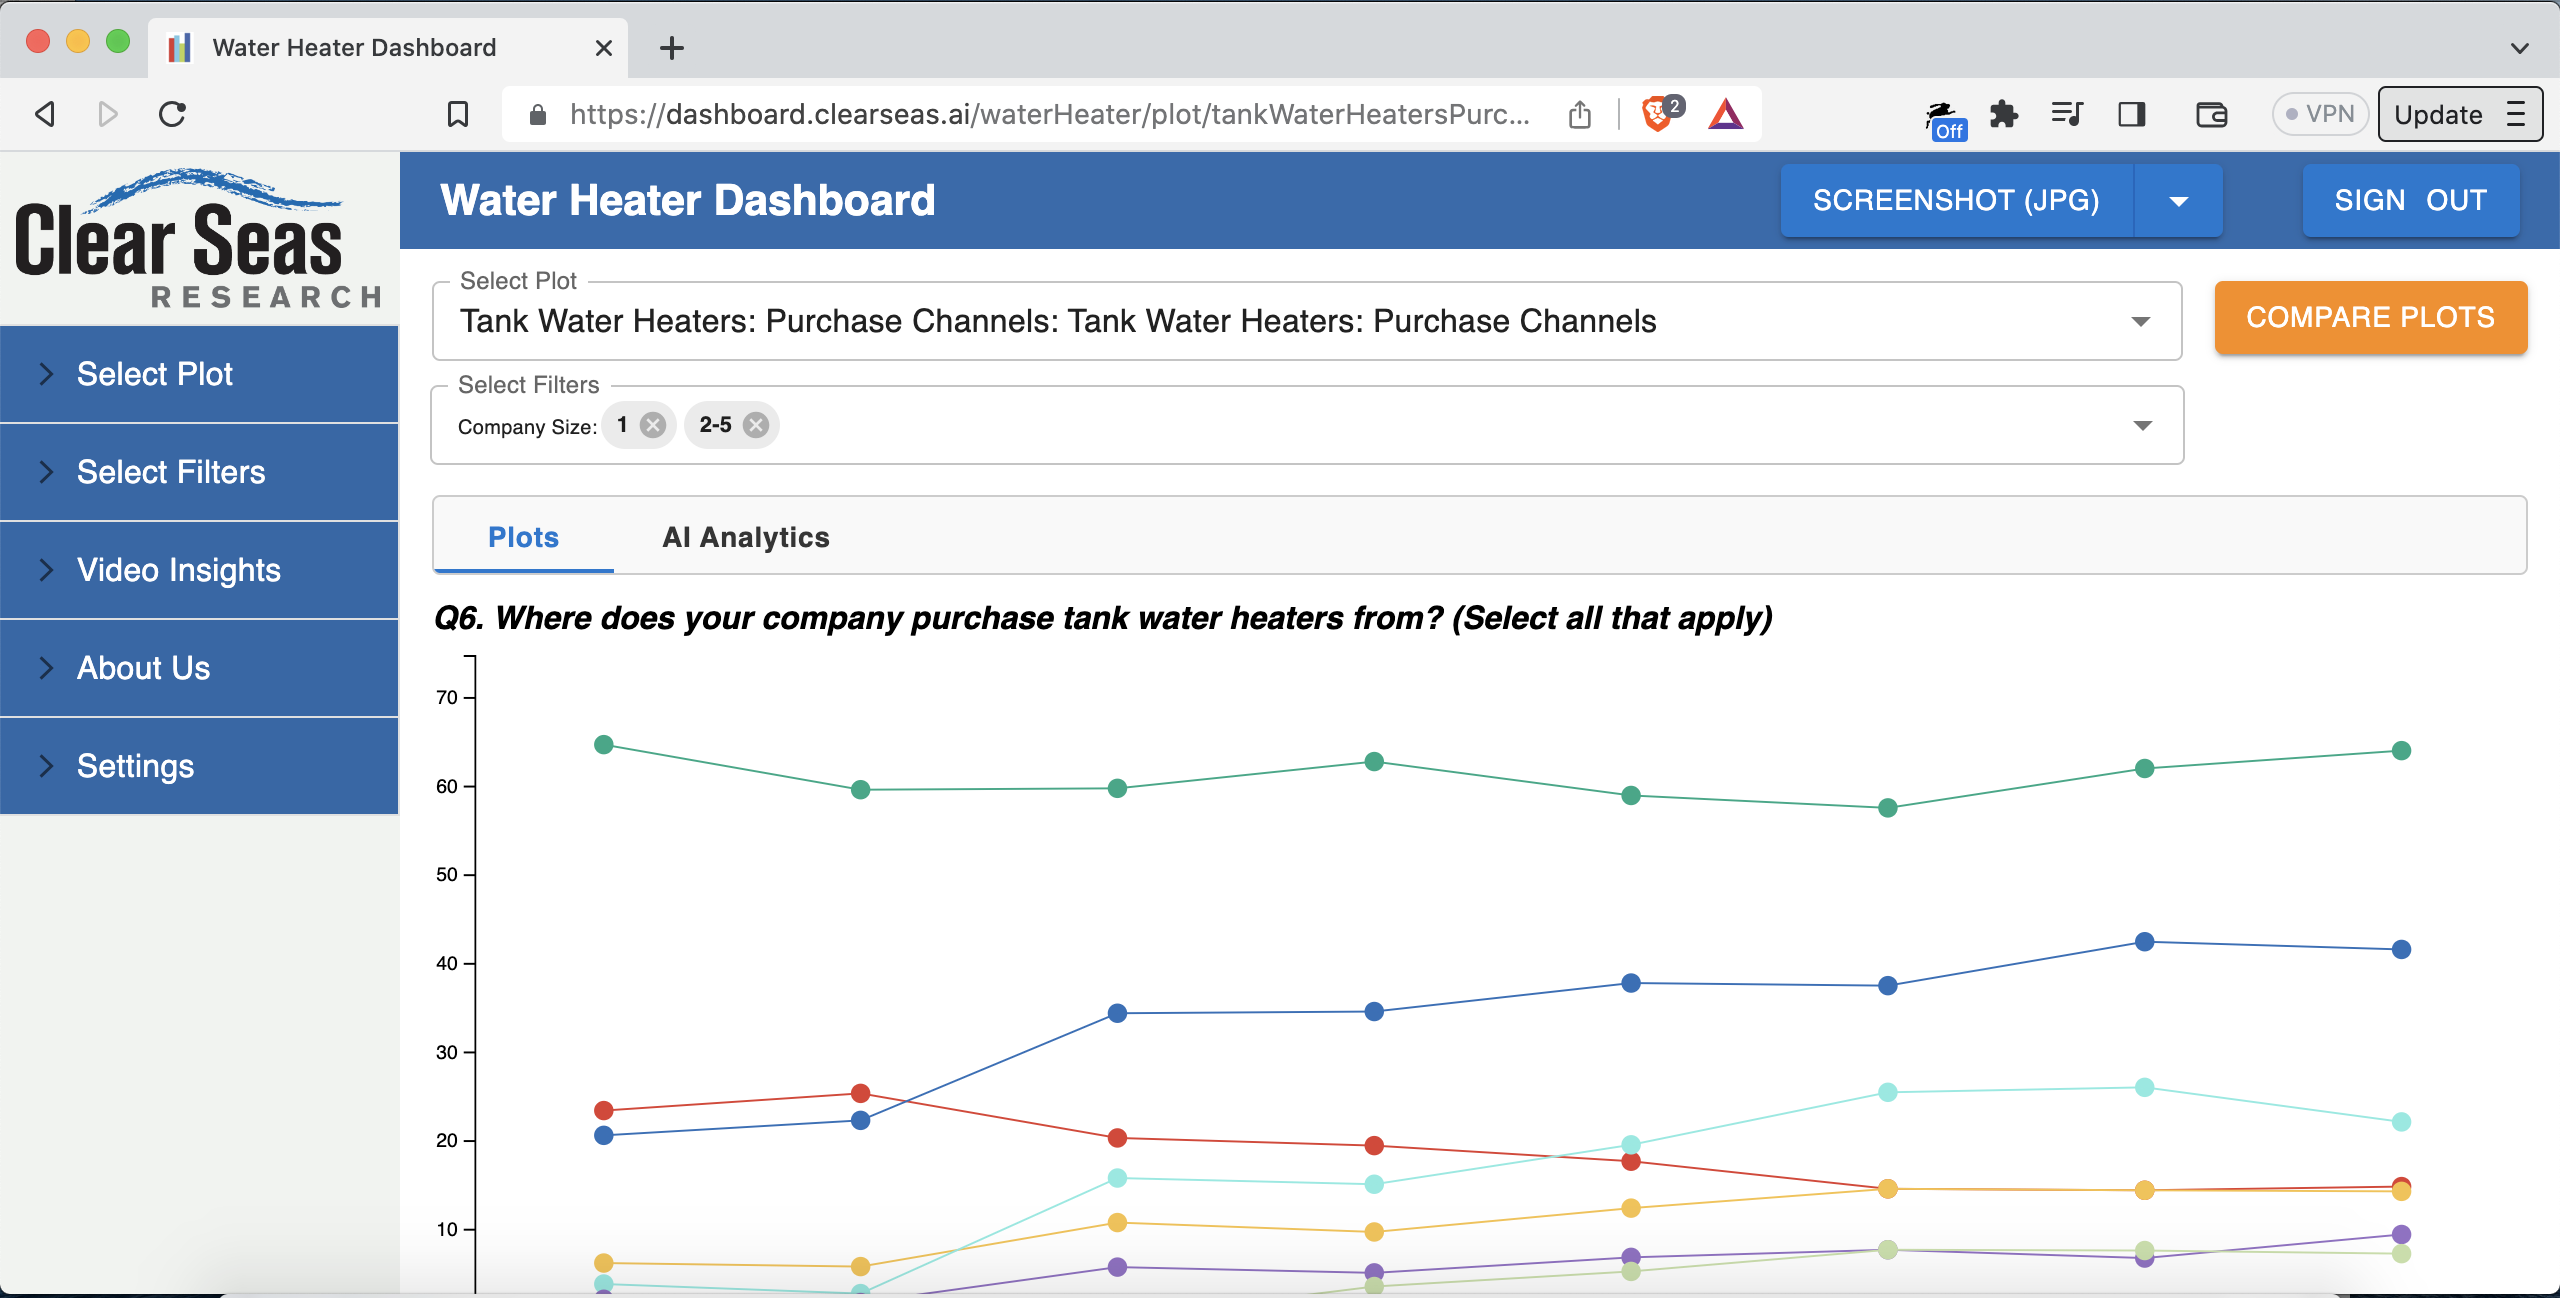 Water Heater Dashboard
https://dashboard.clearseas.ai/waterHeater/plot/tankWaterHeatersPurc...
2
Off
VPN
Update
Clear Seas
RESEARCH
Water Heater Dashboard
SCREENSHOT (JPG)
SIGN OUT
Select Plot
Select Filters
Video Insights
About Us
Settings
Select Plot
Tank Water Heaters: Purchase Channels: Tank Water Heaters: Purchase Channels
COMPARE PLOTS
Select Filters
Company Size: 1 2-5
Plots AI Analytics
Q6. Where does your company purchase tank water heaters from? (Select all that apply)
70
60
50
40
30
20
10